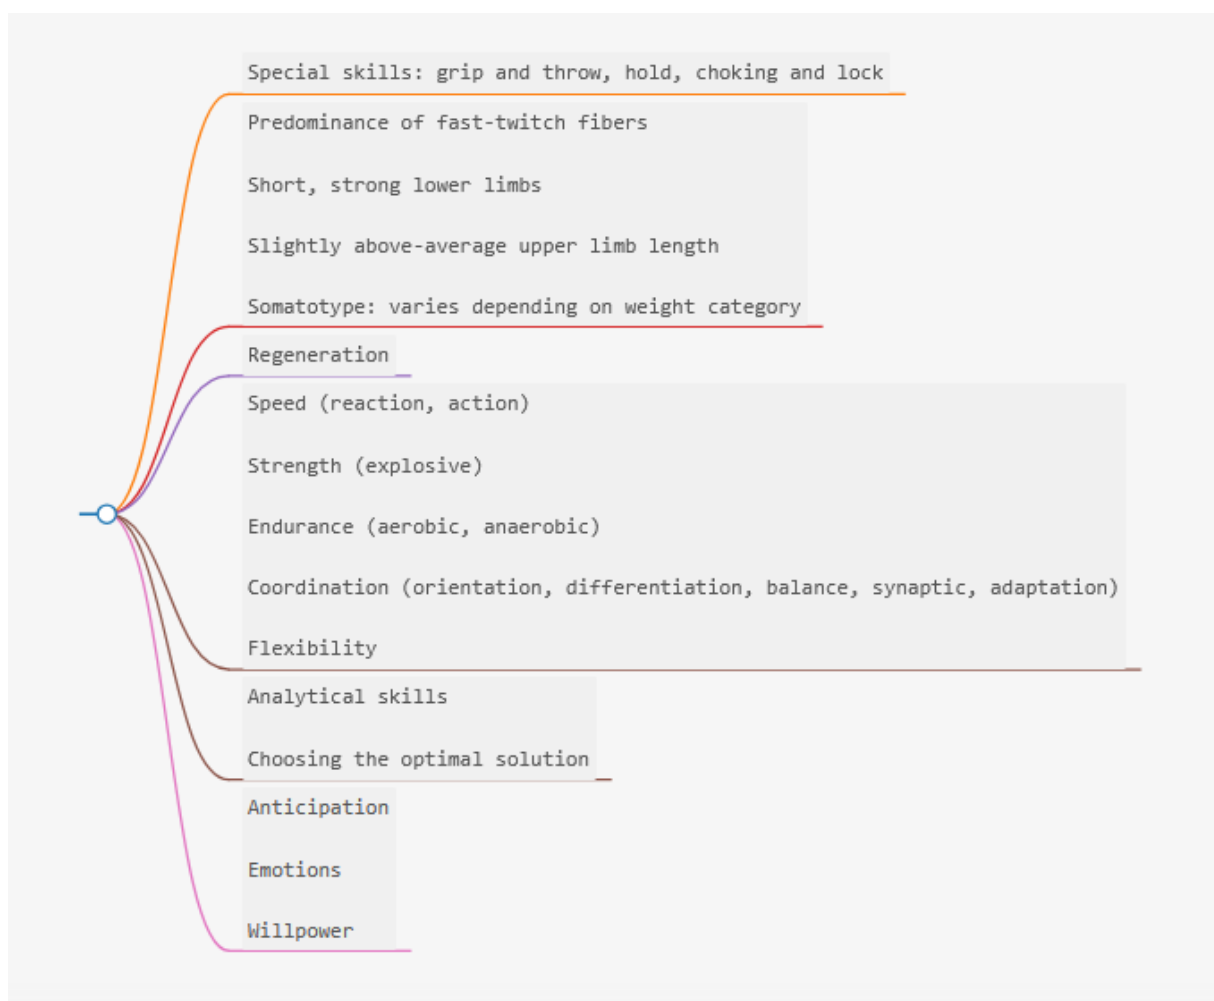 Special skills: grip and throw, hold, choking and lock
Predominance of fast-twitch fibers
Short, strong lower limbs
Slightly above-average upper limb length
Somatotype: varies depending on weight category
Regeneration
Speed (reaction, action)
Strength (explosive)
Endurance (aerobic, anaerobic)
Coordination (orientation, differentiation, balance, synaptic, adaptation)
Flexibility
Analytical skills
Choosing the optimal solution
Anticipation
Emotions
Willpower